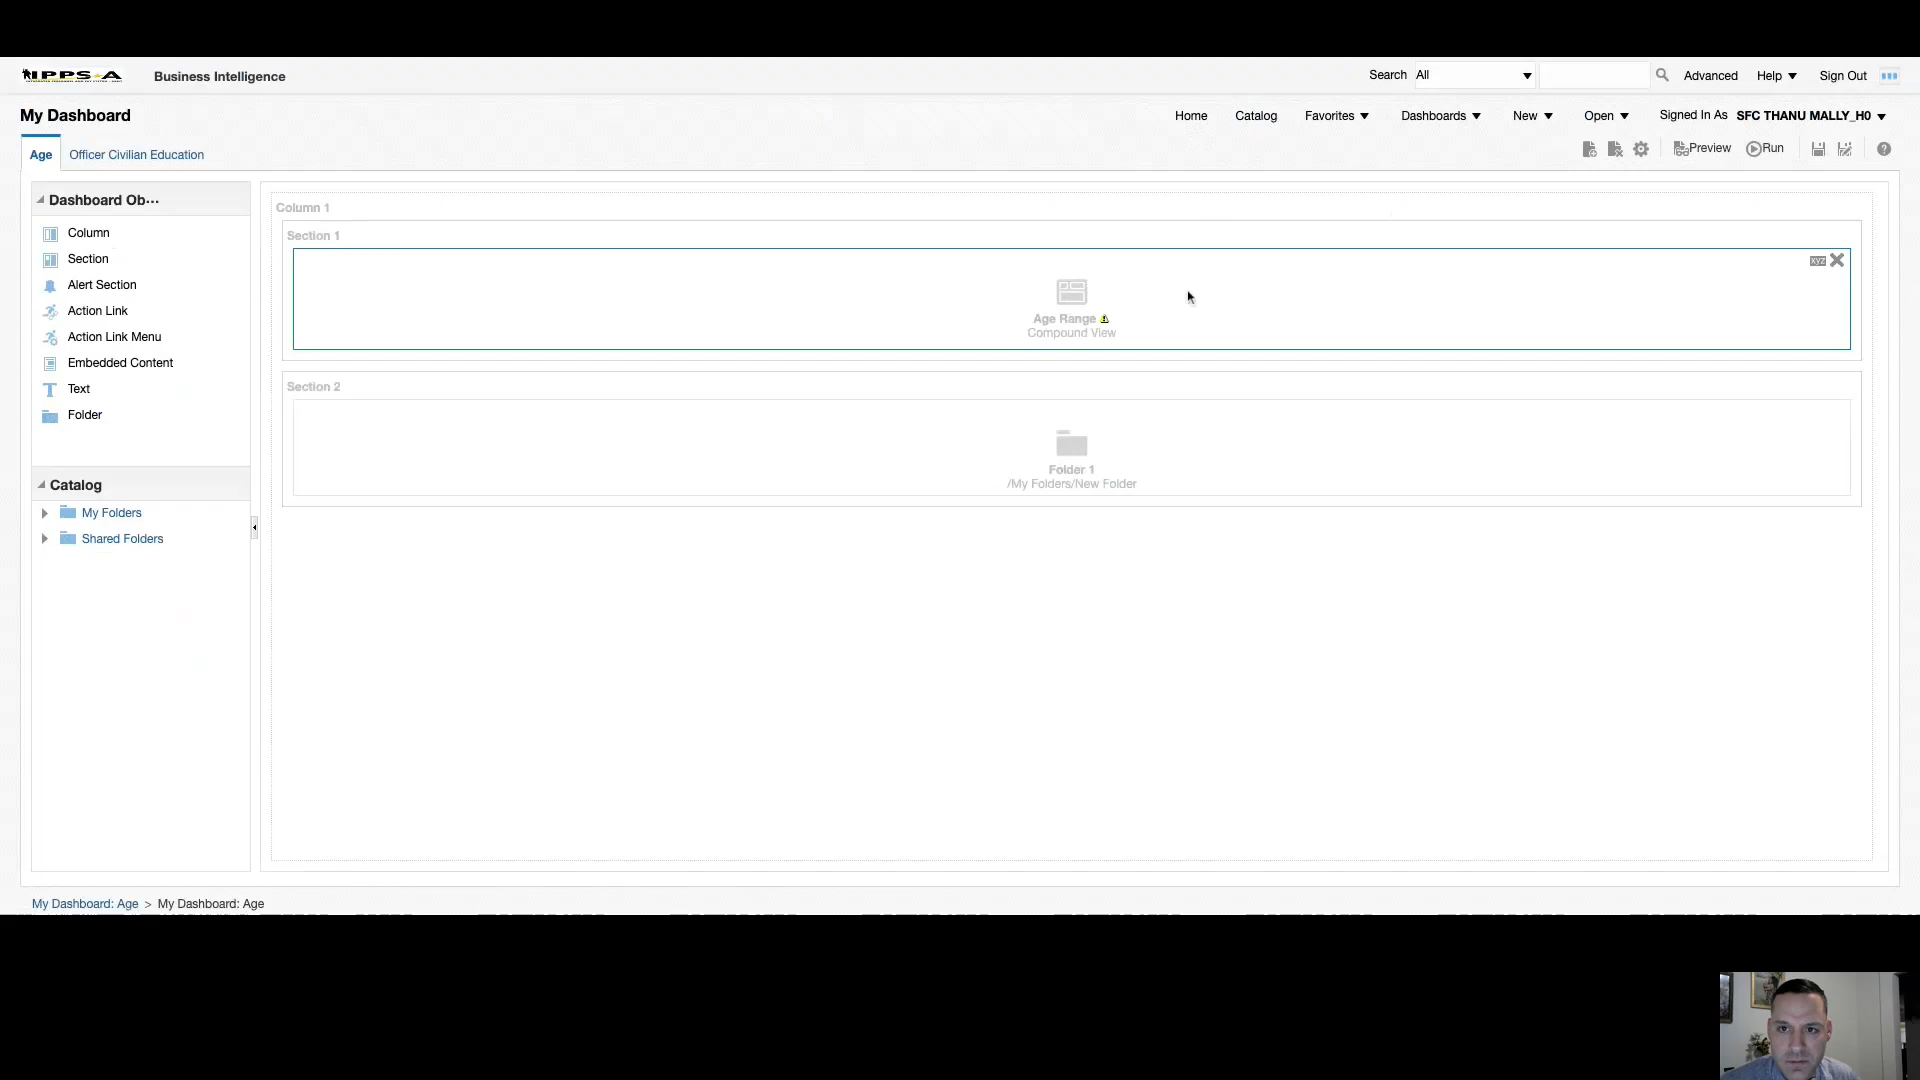 IPPS-A
Business Intelligence
Search All
Advanced
Help
Sign Out
My Dashboard
Home
Catalog
Favorites
Dashboards
New
Open
Signed In As SFC THANU MALLY_H0
Age
Officer Civilian Education
Preview
Run
Dashboard Ob...
Column
Section
Alert Section
Action Link
Action Link Menu
Embedded Content
Text
Folder
Catalog
My Folders
Shared Folders
Column 1
Section 1
xyz
Age Range
Compound View
Section 2
Folder 1
/My Folders/New Folder
My Dashboard: Age > My Dashboard: Age